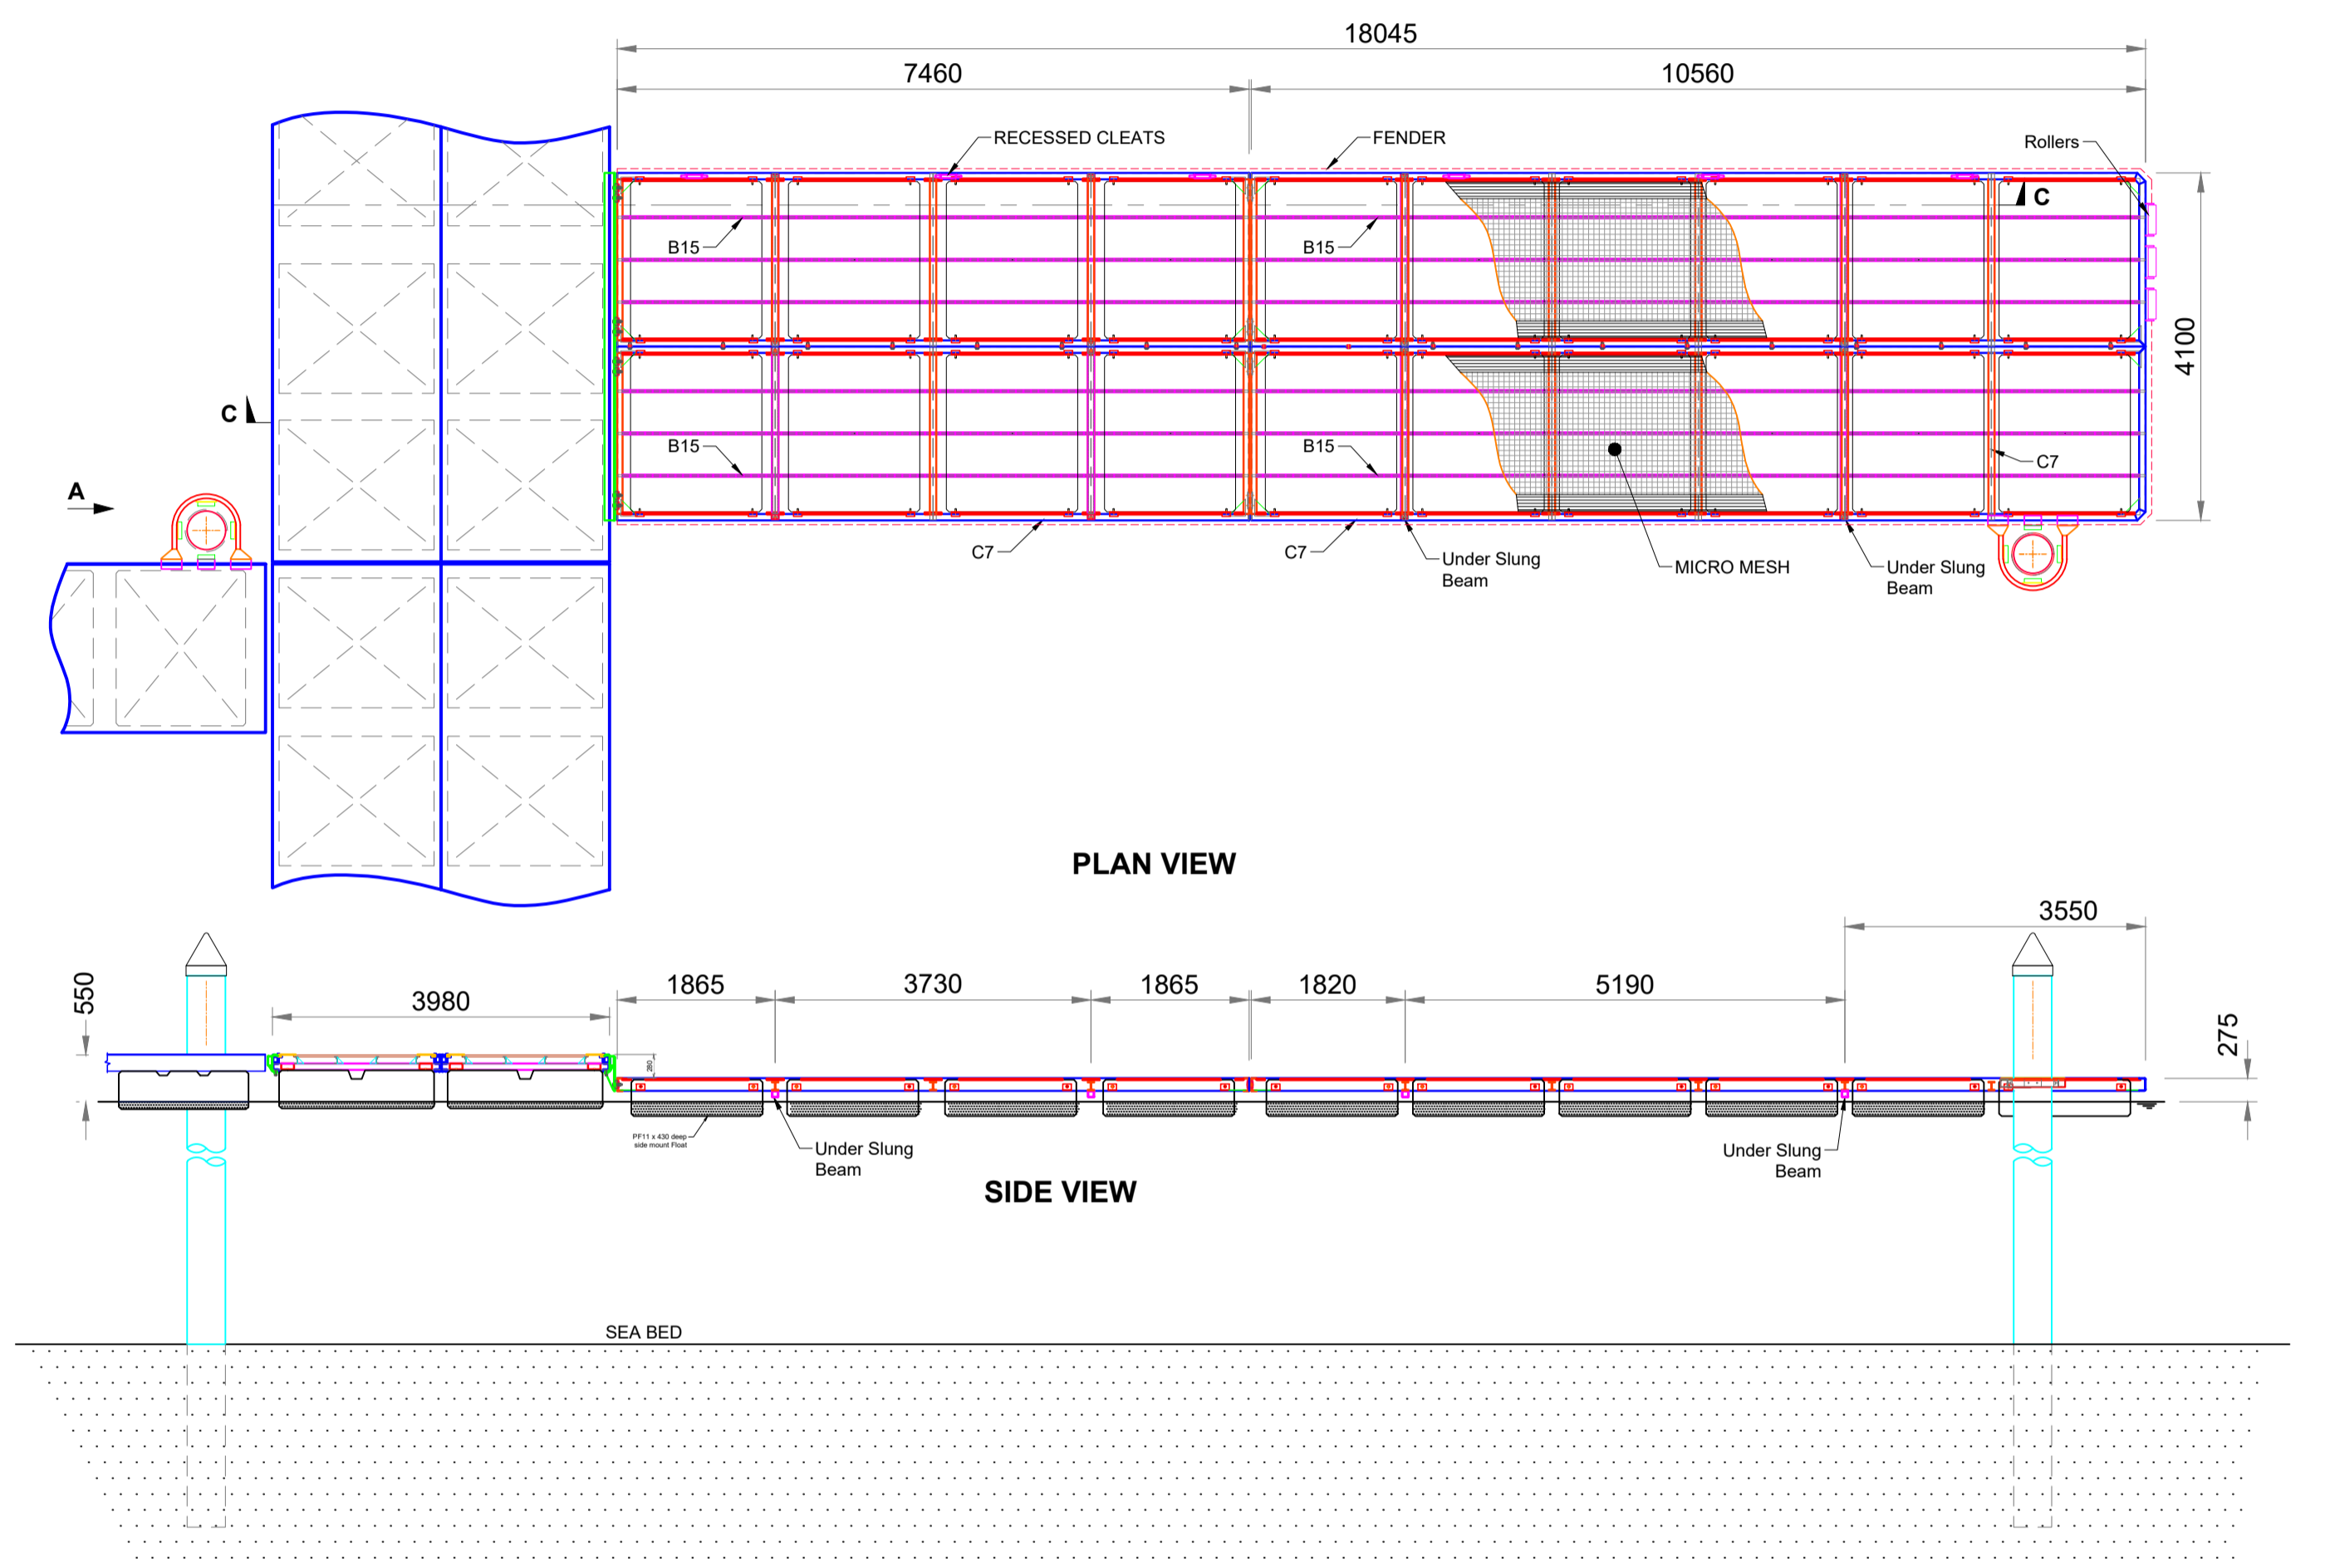 18045
7460
10560
RECESSED CLEATS
FENDER
Rollers
C
B15
B15
4100
C
B15
B15
C7
A
C7
C7
Under Slung
Beam
MICRO MESH
Under Slung
Beam
PLAN VIEW
3550
550
3980
1865
3730
1865
1820
5190
275
280
PF11 x 430 deep
side mount Float
Under Slung
Beam
Under Slung
Beam
SIDE VIEW
SEA BED